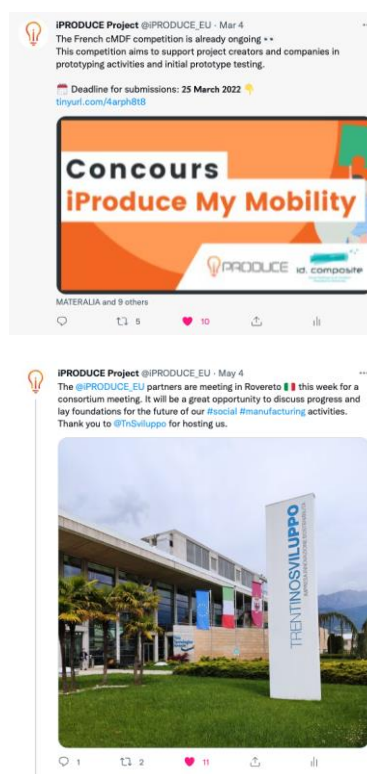 iPRODUCE Project @iPRODUCE_EU · Mar 4
The French cMDF competition is already ongoing
This competition aims to support project creators and companies in
prototyping activities and initial prototype testing.
Deadline for submissions: 25 March 2022
tinyurl.com/4arph8t8
Concours
iProduce My Mobility
PRODUCE id. composite
MATERALIA and 9 others
5 10
iPRODUCE Project @iPRODUCE_EU · May 4
The @iPRODUCE_EU partners are meeting in Rovereto this week for a
consortium meeting. It will be a great opportunity to discuss progress and
lay foundations for the future of our #social #manufacturing activities.
Thank you to @TnSviluppo for hosting us.
TRENTINOSVILUPPO
1 2 11